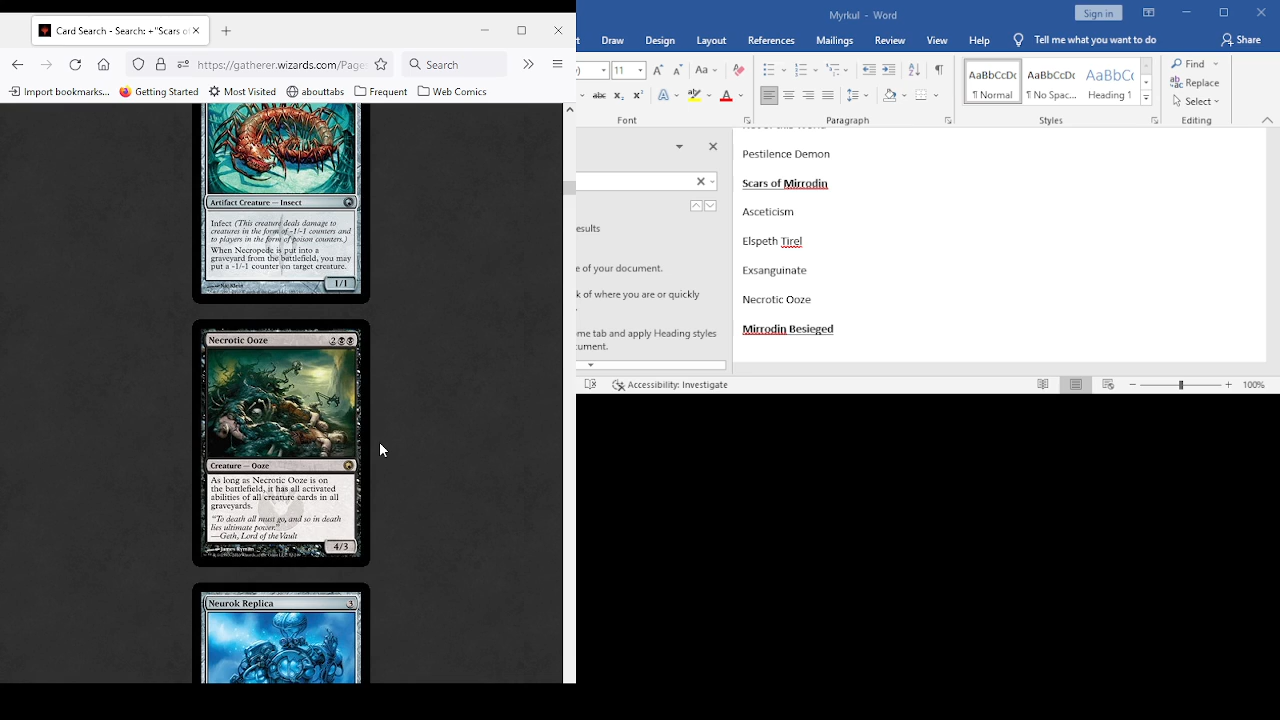 Card Search - Search: +"Scars of
https://gatherer.wizards.com/Page
Search
Import bookmarks...
Getting Started
Most Visited
abouttabs
Frequent
Web Comics
Artifact Creature — Insect
Infect (This creature deals damage to
creatures in the form of -1/-1 counters and
to players in the form of poison counters.)
When Necropede is put into a
graveyard from the battlefield, you may
put a -1/-1 counter on target creature.
1/1
Necrotic Ooze
2
Creature — Ooze
As long as Necrotic Ooze is on
the battlefield, it has all activated
abilities of all creature cards in all
graveyards.
"To death all must go, and so in death
lies ultimate power."
—Geth, Lord of the Vault
James Ryman
4/3
Neurok Replica
3
Myrkul - Word
Sign in
Draw
Design
Layout
References
Mailings
Review
View
Help
Tell me what you want to do
Share
11
Aa
abc
x₂
x²
A
ab
A
Font
Paragraph
AaBbCcDc
¶ Normal
AaBbCcDc
¶ No Spac...
AaBbCc
Heading 1
Styles
Find
Replace
Select
Editing
esults
e of your document.
k of where you are or quickly
me tab and apply Heading styles
cument.
Pestilence Demon
Scars of Mirrodin
Asceticism
Elspeth Tirel
Exsanguinate
Necrotic Ooze
Mirrodin Besieged
Accessibility: Investigate
100%